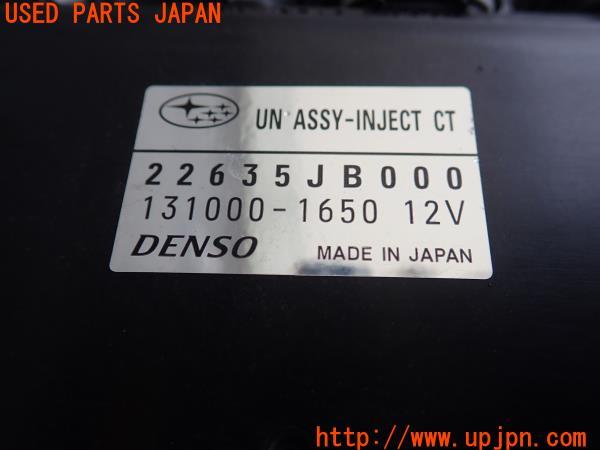 USED PARTS JAPAN
UN ASSY-INJECT CT
22635JB000
131000-1650 12V
DENSO MADE IN JAPAN
http://www.upjpn.com/